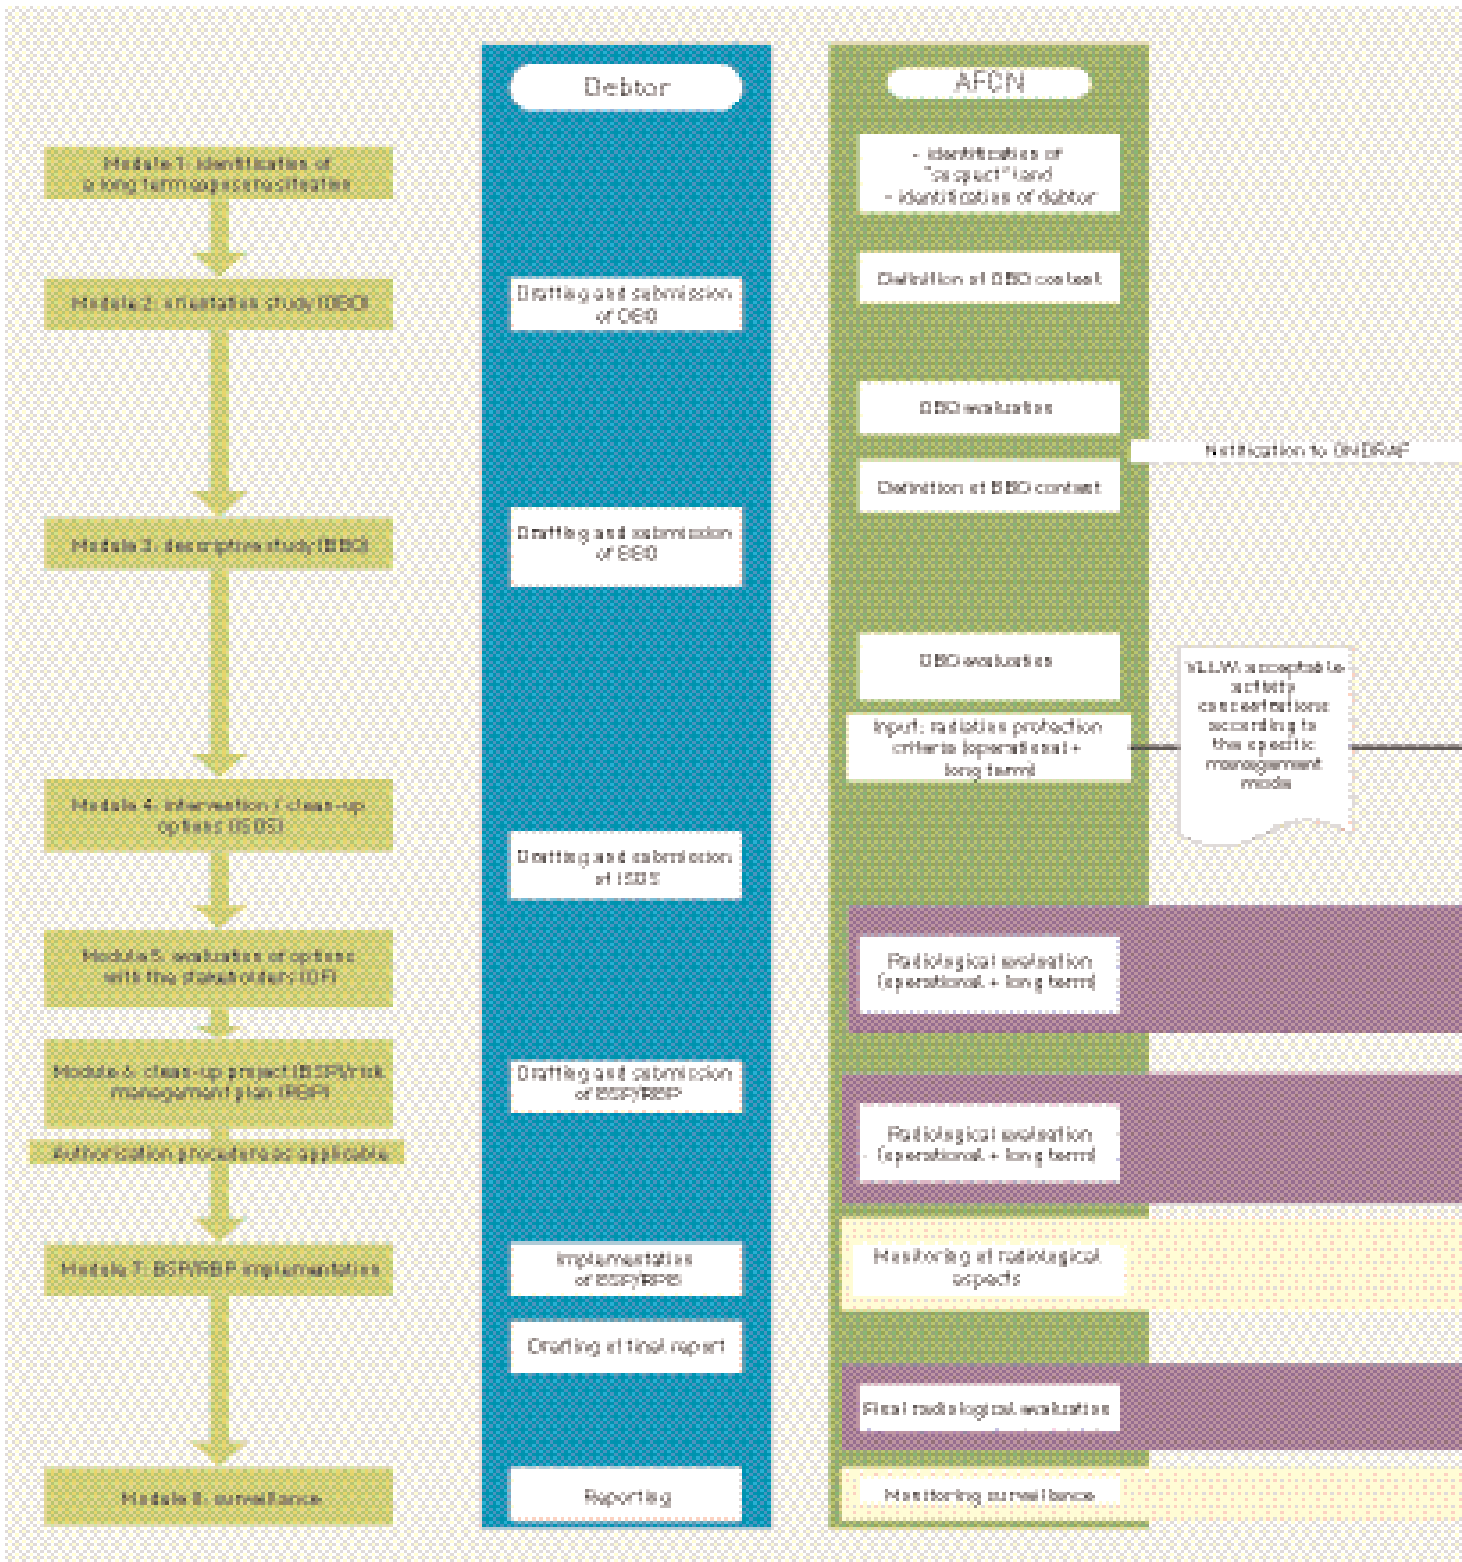 Debtor
AFCN
Module 1: identification of
a long term exposure situation
- identification of
"suspect" land
- identification of debtor
Definition of OBO context
Module 2: orientation study (OBO)
Drafting and submission
of OBO
OBO evaluation
Notification to ONDRAF
Definition of BBO context
Module 3: descriptive study (BBO)
Drafting and submission
of BBO
OBO evaluation
VLLW: acceptable
activity
concentrations
according to
the specific
management
mode
Input: radiation protection
criteria (operational +
long term)
Module 4: intervention / clean-up
options (ISBS)
Drafting and submission
of ISBS
Module 5: evaluation of options
with the stakeholders (OF)
Radiological evaluation
(operational + long term)
Module 6: clean-up project (BSP)/risk
management plan (RBP)
Drafting and submission
of BSP/RBP
Authorisation procedure as applicable
Radiological evaluation
(operational + long term)
Module 7: BSP/RBP implementation
Implementation
of BSP/RPB
Monitoring of radiological
aspects
Drafting of final report
Final radiological evaluation
Module 8: surveillance
Reporting
Monitoring surveillance